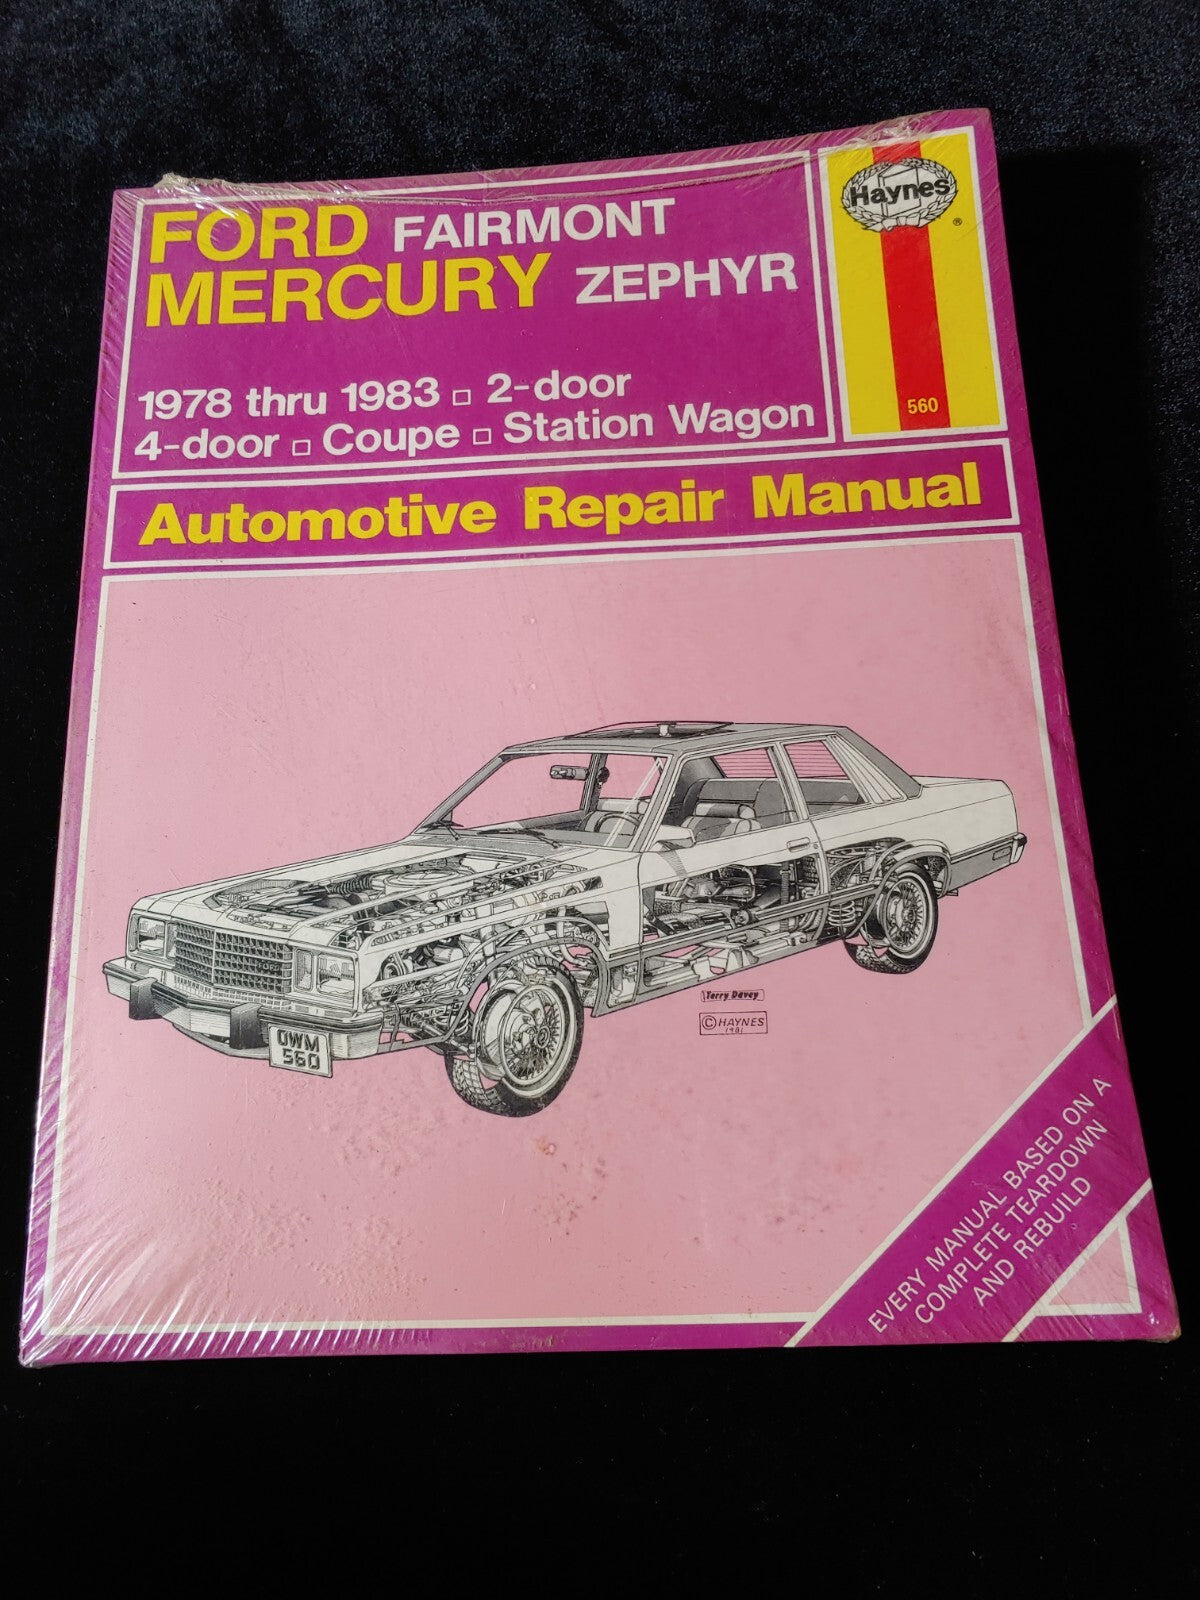 FORD FAIRMONT
MERCURY ZEPHYR
1978 thru 1983 □ 2-door
4-door □ Coupe □ Station Wagon
Haynes
®
560
Automotive Repair Manual
FORD
OWM
560
Terry Davey
© HAYNES
1981
EVERY MANUAL BASED ON A
COMPLETE TEARDOWN
AND REBUILD